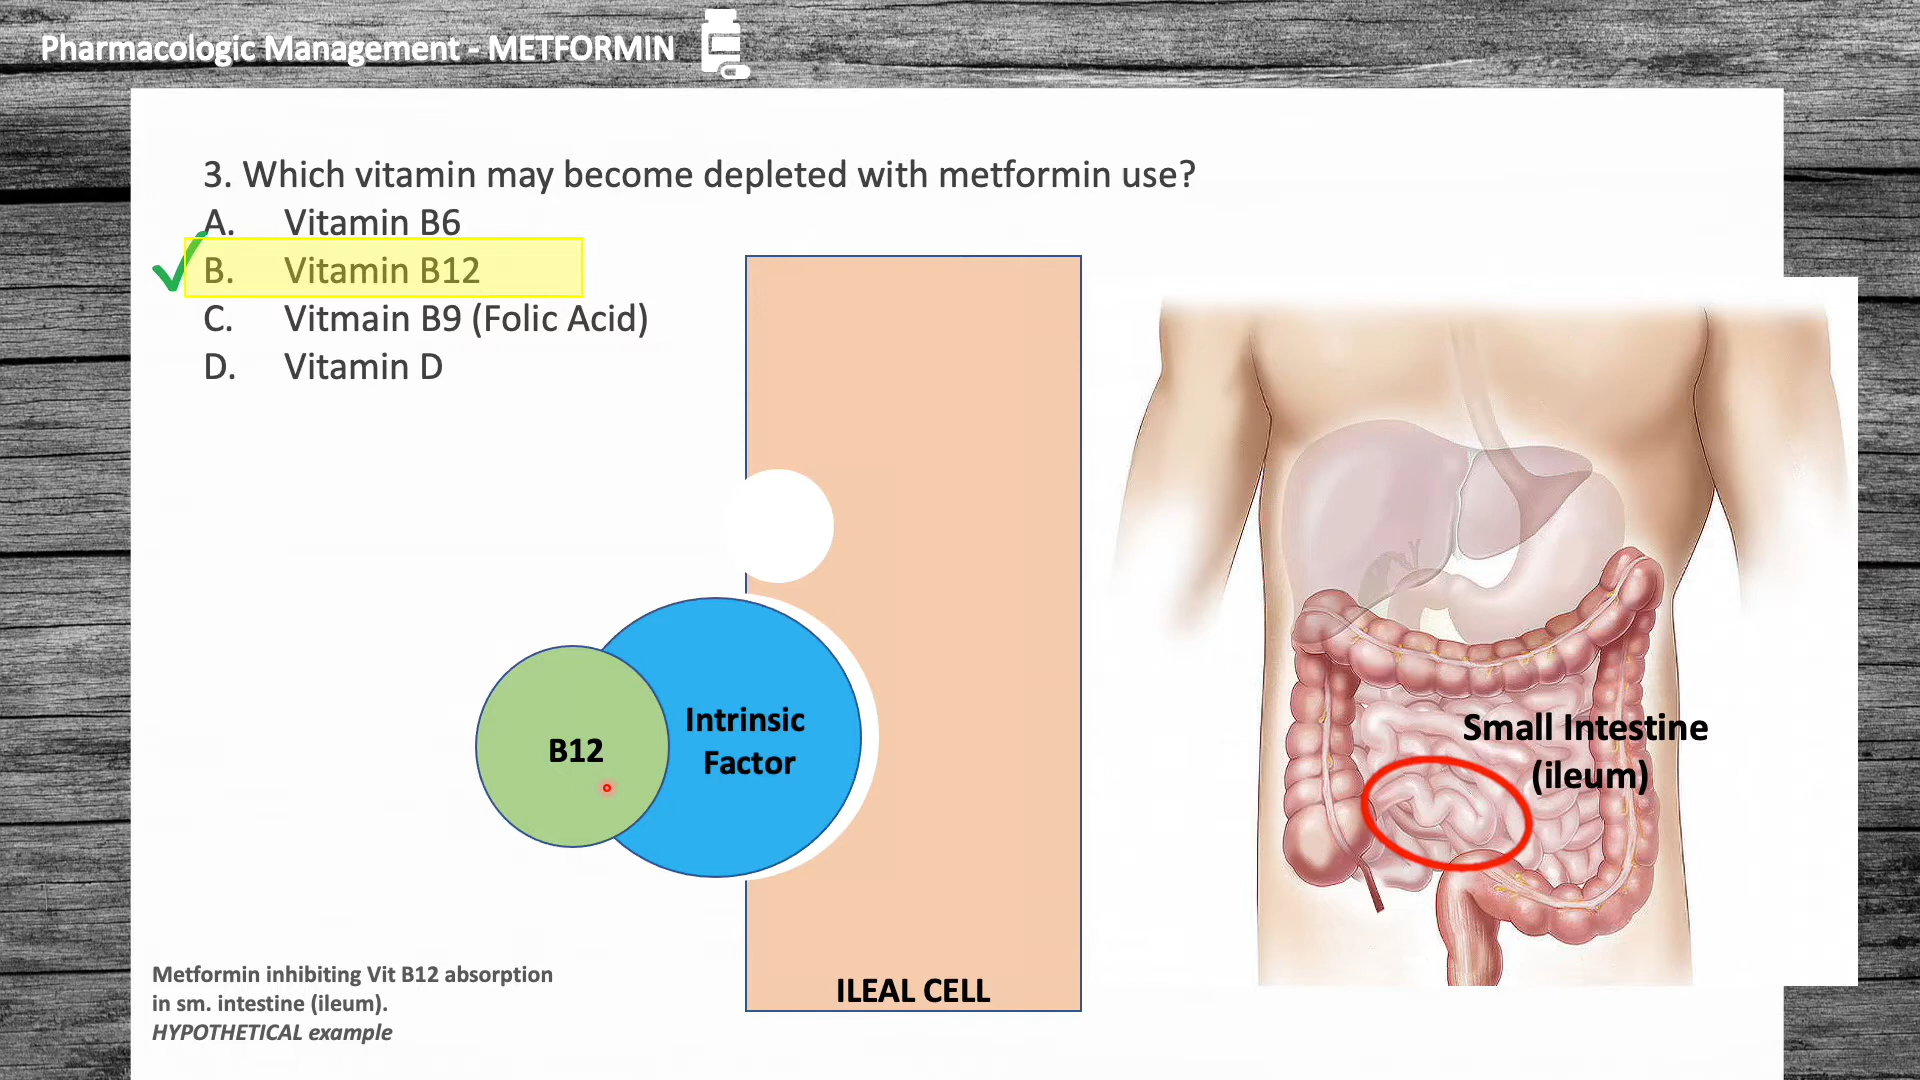 Pharmacologic Management - METFORMIN
3. Which vitamin may become depleted with metformin use?
A. Vitamin B6
B. Vitamin B12
C. Vitmain B9 (Folic Acid)
D. Vitamin D
B12
Intrinsic
Factor
ILEAL CELL
Small Intestine
(ileum)
Metformin inhibiting Vit B12 absorption
in sm. intestine (ileum).
HYPOTHETICAL example